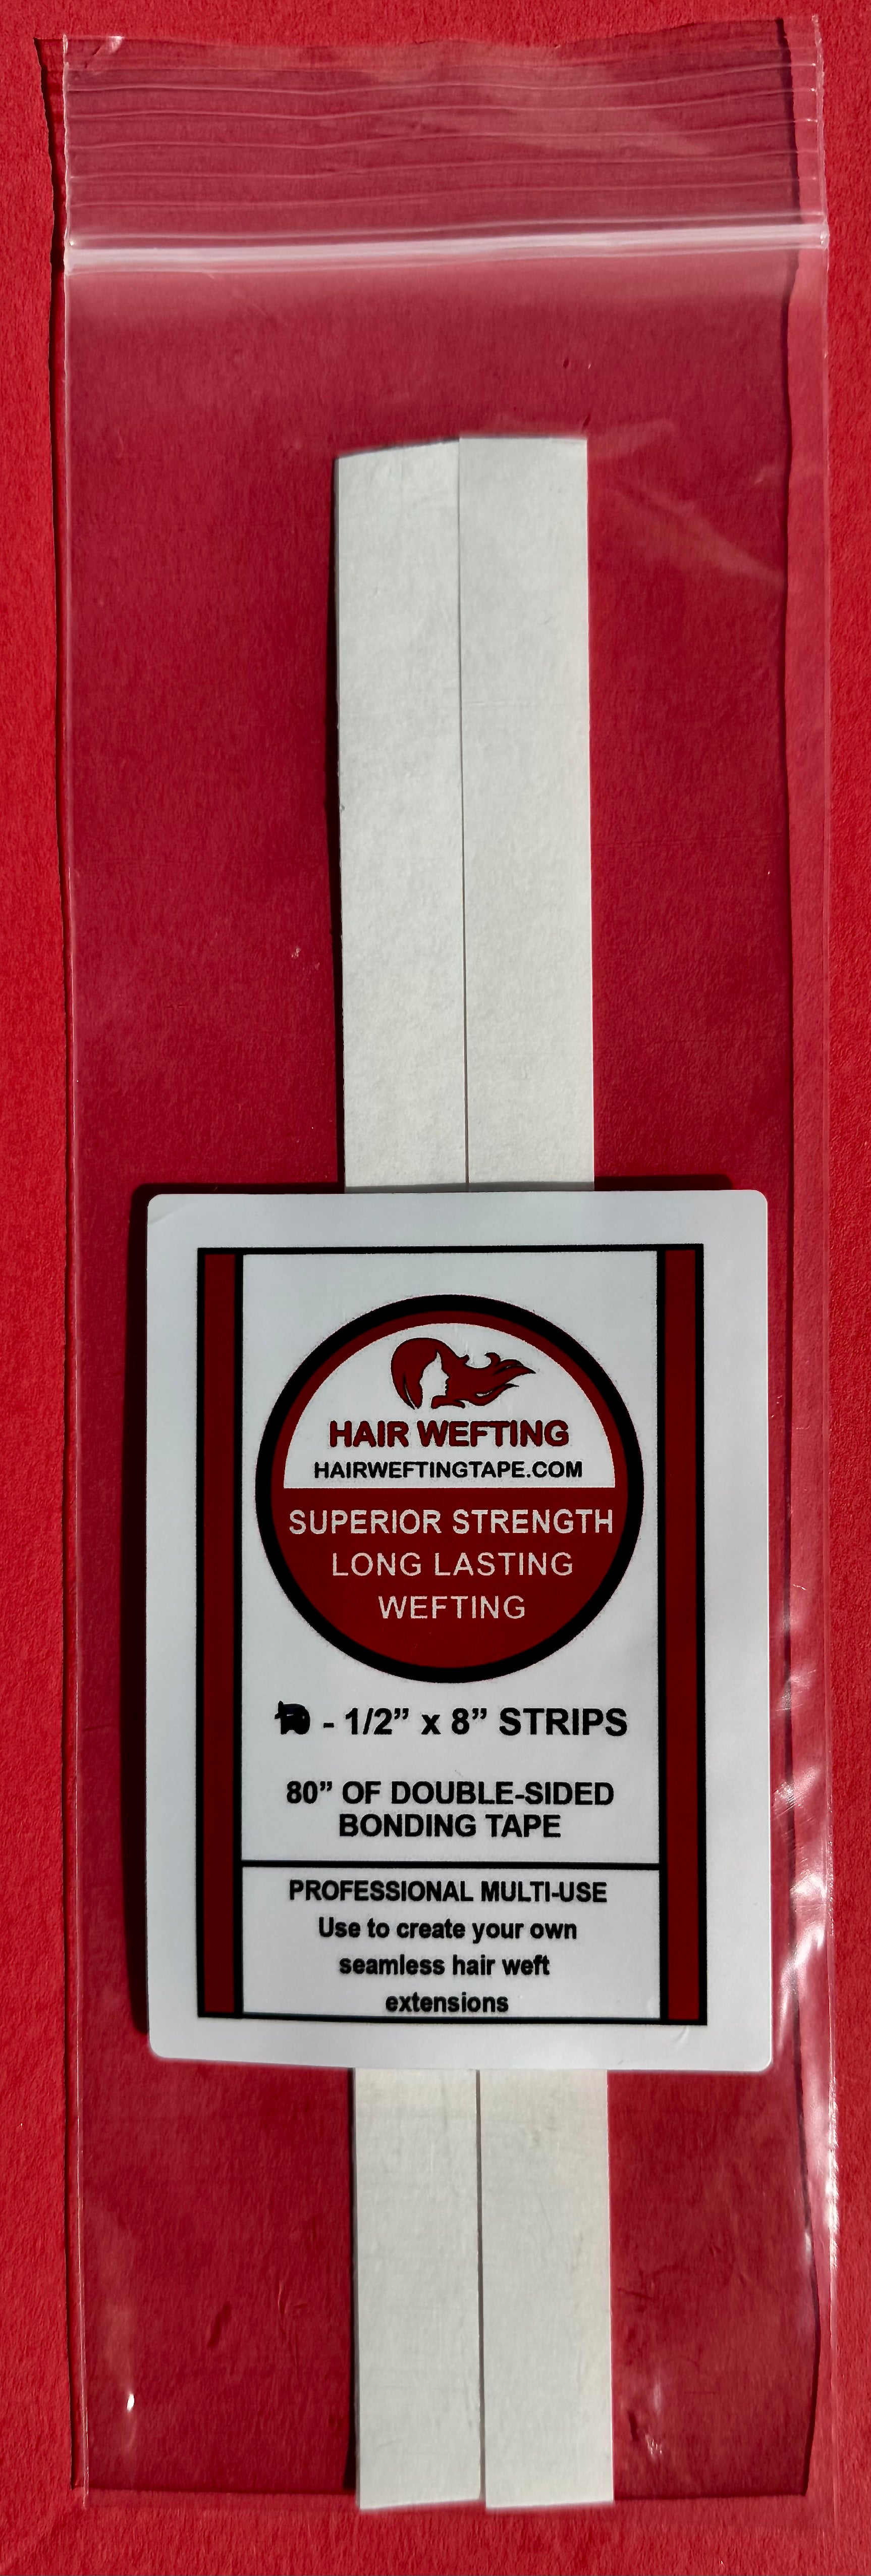 HAIR WEFTING
HAIRWEFTINGTAPE.COM
SUPERIOR STRENGTH
LONG LASTING
WEFTING
- 1/2” x 8” STRIPS
80” OF DOUBLE-SIDED
BONDING TAPE
PROFESSIONAL MULTI-USE
Use to create your own
seamless hair weft
extensions